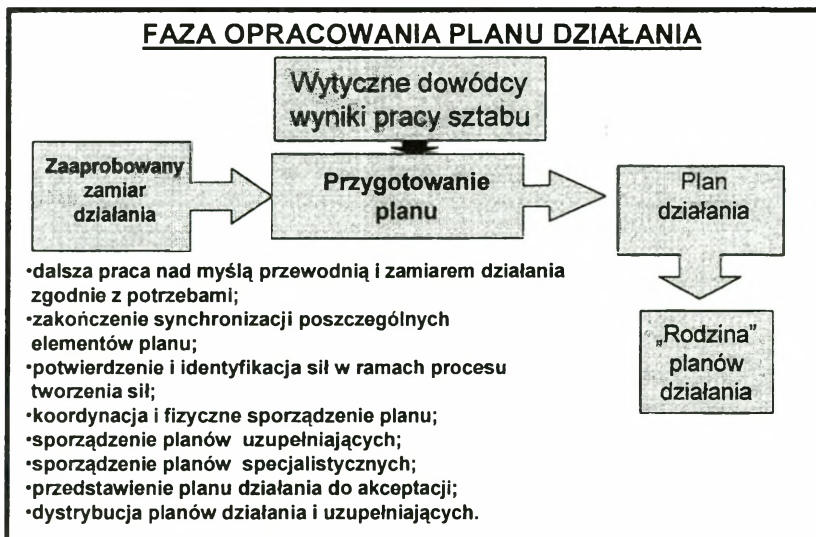 FAZA OPRACOWANIA PLANU DZIAŁANIA
Wytyczne dowódcy
wyniki pracy sztabu
Zaaprobowany
zamiar
działania
Przygotowanie
planu
Plan
działania
•dalsza praca nad myślą przewodnią i zamiarem działania
zgodnie z potrzebami;
•zakończenie synchronizacji poszczególnych
elementów planu;
•potwierdzenie i identyfikacja sił w ramach procesu
tworzenia sił;
•koordynacja i fizyczne sporządzenie planu;
•sporządzenie planów uzupełniających;
•sporządzenie planów specjalistycznych;
•przedstawienie planu działania do akceptacji;
•dystrybucja planów działania i uzupełniających.
„Rodzina"
planów
działania